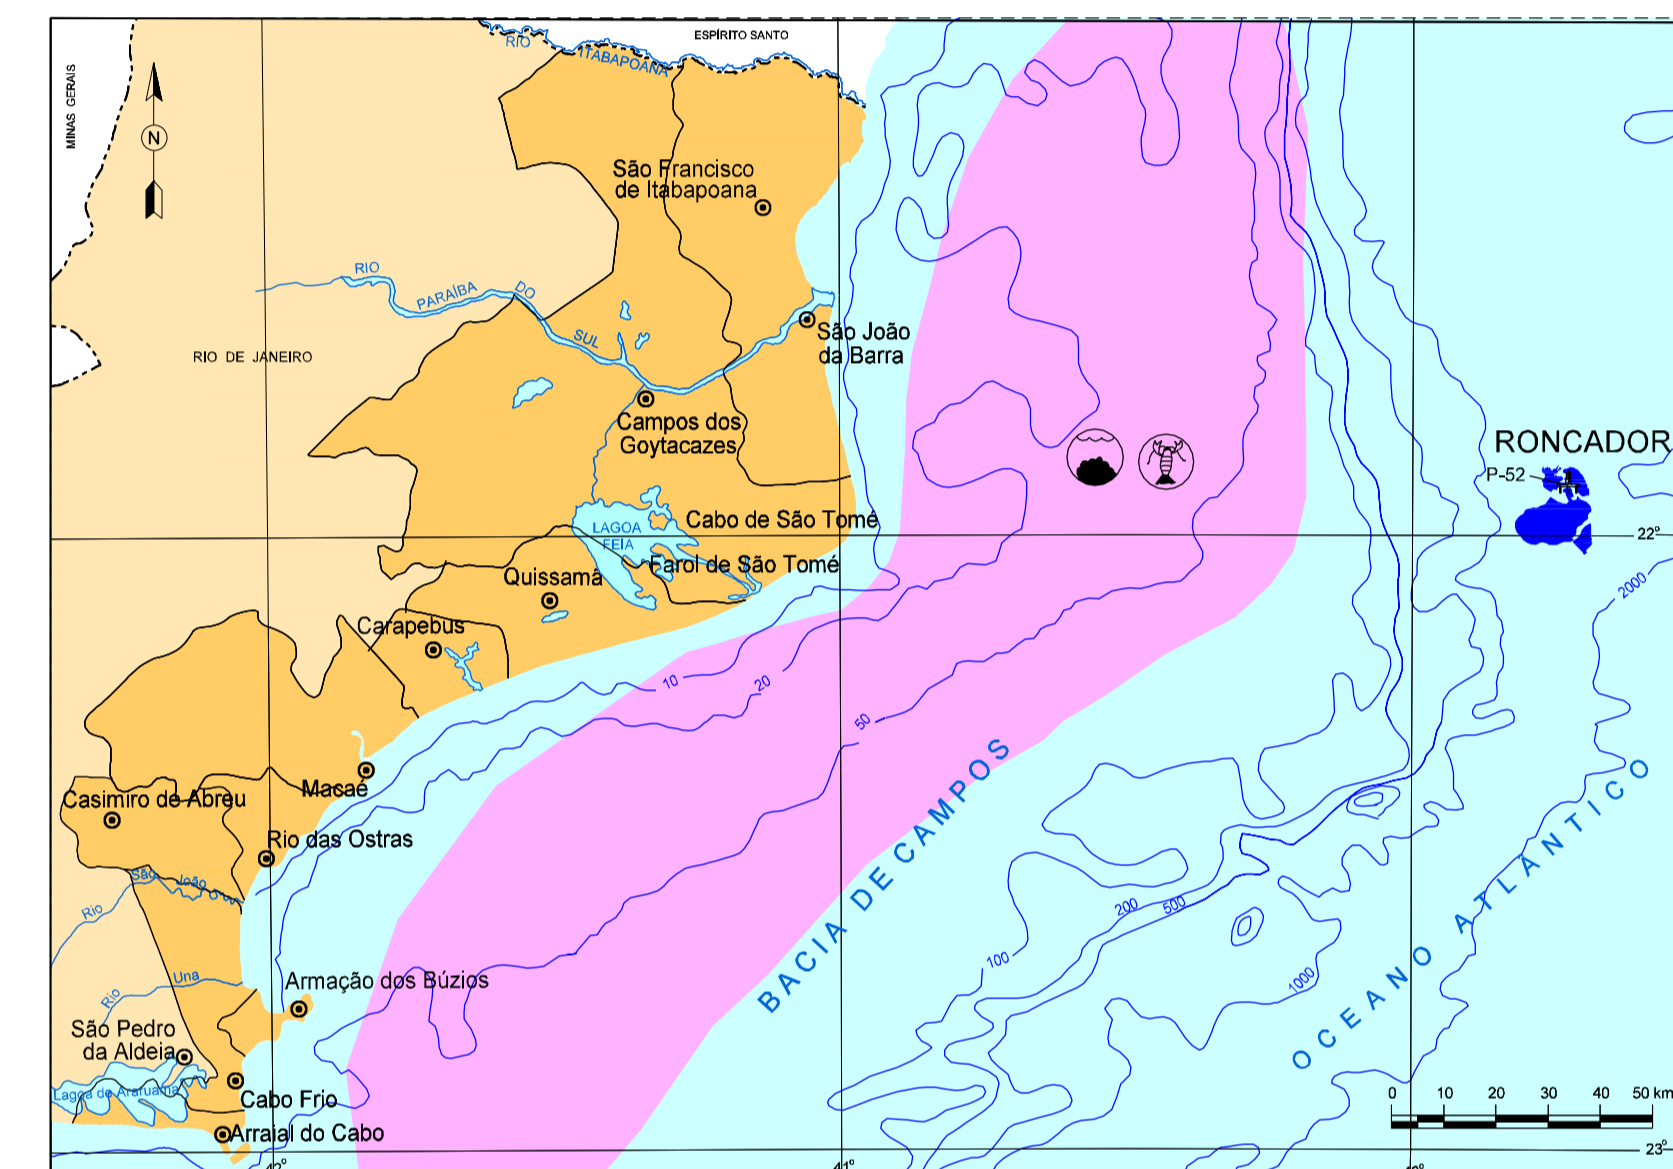 ESPÍRITO SANTO
RIO
ITABAPOANA
MINAS GERAIS
N
São Francisco
de Itabapoana
RIO
PARAÍBA
DO
SUL
São João
da Barra
RIO DE JANEIRO
Campos dos
Goytacazes
RONCADOR
P-52
LAGOA
FEIA
Cabo de São Tomé
22°
Farol de São Tomé
Quissamã
2000
Carapebus
10
20
50
Macaé
Casimiro de Abreu
Rio das Ostras
BACIA DE CAMPOS
OCEANO ATLÂNTICO
Rio
São
João
200
500
100
1000
Rio
Una
Armação dos Búzios
São Pedro
da Aldeia
Lagoa de Araruama
Cabo Frio
Arraial do Cabo
0 10 20 30 40 50 km
23°
41°